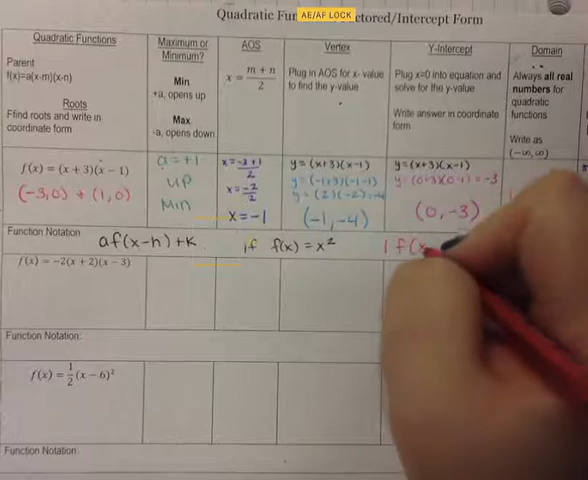 Quadratic Fun
AE/AF LOCK
ctored/Intercept Form
Quadratic Functions
Maximum or Minimum?
AOS
Vertex
Y-Intercept
Domain
Parent
f(x)=a(x-m)(x-n)
Roots
Ffind roots and write in
coordinate form
Min
+a, opens up
Max
-a, opens down
x = m + n / 2
Plug in AOS for x- value
to find the y-value
Plug x=0 into equation and
solve for the y-value
Write answer in coordinate
form
Always all real
numbers for
quadratic
functions
Write as
(−∞,∞)
f(x) = (x + 3)(x − 1)
(-3,0) + (1,0)
a = +1
up
Min
x = -3+1 / 2
x = -2/2
x = -1
y = (x+3)(x-1)
y = (-1+3)(-1-1)
y = (2)(-2) = -4
(-1, -4)
y = (x+3)(x-1)
y = (0+3)(0-1) = -3
(0, -3)
Function Notation
af(x-h)+k
if f(x) = x²
1 f(x
f(x) = −2(x + 2)(x − 3)
Function Notation:
f(x) = 1/2 (x − 6)²
Function Notation: